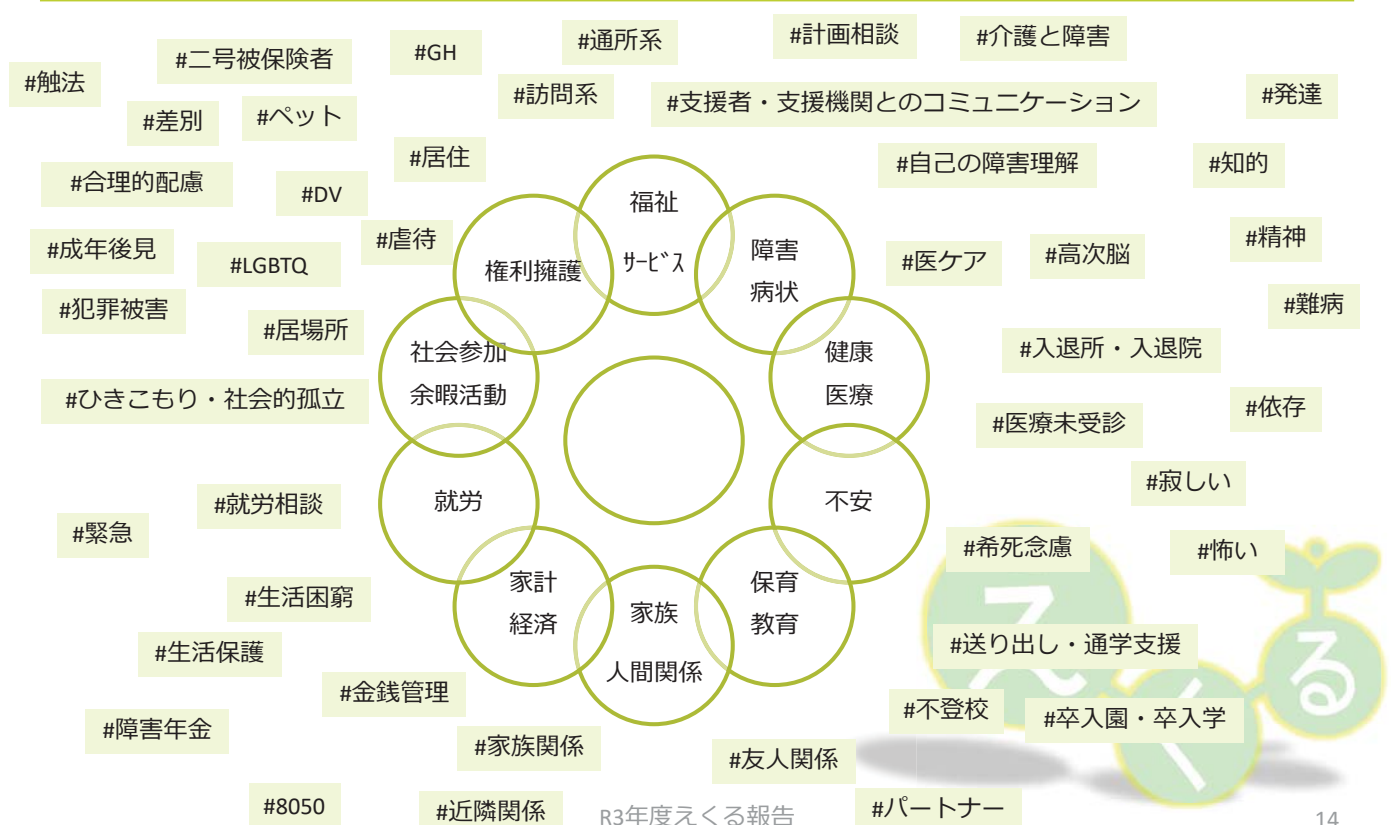 #通所系
#計画相談
#介護と障害
#GH
#二号被保険者
#触法
#訪問系
#支援者・支援機関とのコミュニケーション
#発達
#差別
#ペット
#居住
#自己の障害理解
#知的
#合理的配慮
#DV
福祉
サービス
#成年後見
#LGBTQ
#虐待
権利擁護
障害
病状
#医ケア
#高次脳
#精神
#難病
#犯罪被害
#居場所
社会参加
余暇活動
健康
医療
#入退所・入退院
#ひきこもり・社会的孤立
#医療未受診
#依存
#寂しい
#就労相談
就労
不安
#緊急
#希死念慮
#怖い
#生活困窮
家計
経済
家族
人間関係
保育
教育
#生活保護
#送り出し・通学支援
#金銭管理
#障害年金
#不登校
#卒入園・卒入学
#家族関係
#友人関係
#8050
#近隣関係
#パートナー
えくる
R3年度えくる報告
14